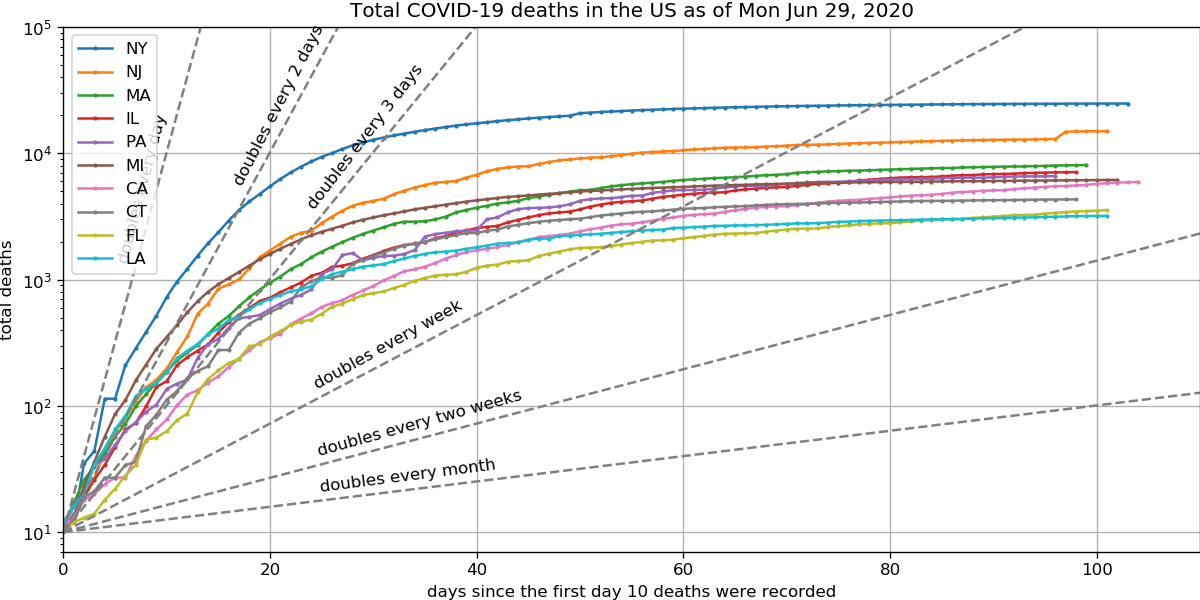 Total COVID-19 deaths in the US as of Mon Jun 29, 2020
10^5
10^4
10^3
10^2
10^1
total deaths
NY
NJ
MA
IL
PA
MI
CA
CT
FL
LA
doubles every day
doubles every 2 days
doubles every 3 days
doubles every week
doubles every two weeks
doubles every month
0
20
40
60
80
100
days since the first day 10 deaths were recorded